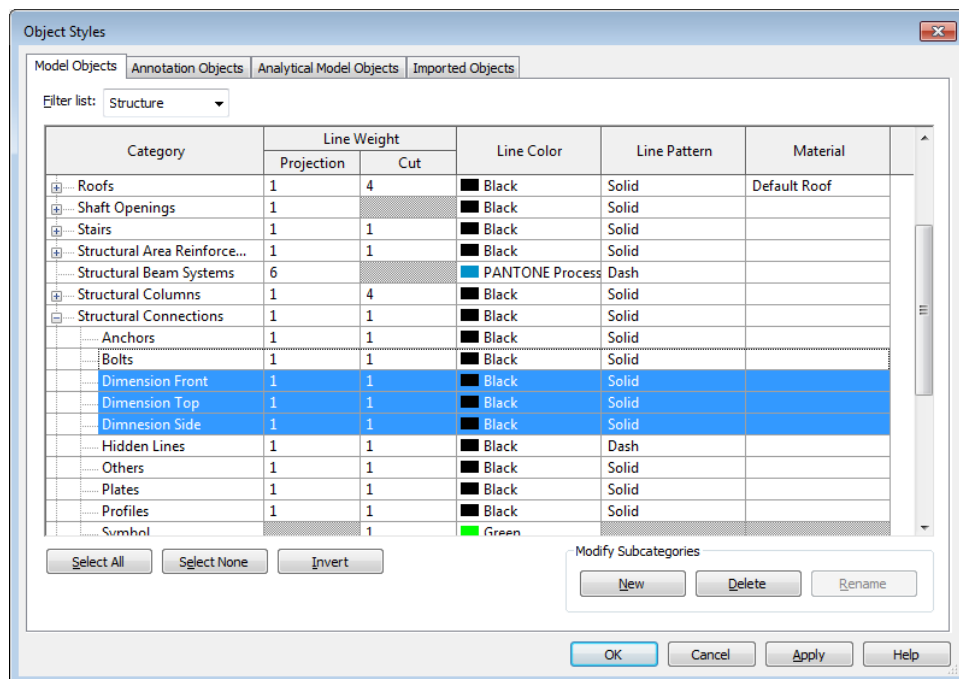 Object Styles
Model Objects Annotation Objects Analytical Model Objects Imported Objects
Filter list: Structure
Category Line Weight Line Color Line Pattern Material
Projection Cut
Roofs 1 4 Black Solid Default Roof
Shaft Openings 1 Black Solid
Stairs 1 1 Black Solid
Structural Area Reinforce... 1 1 Black Solid
Structural Beam Systems 6 PANTONE Process Dash
Structural Columns 1 4 Black Solid
Structural Connections 1 1 Black Solid
Anchors 1 1 Black Solid
Bolts 1 1 Black Solid
Dimension Front 1 1 Black Solid
Dimension Top 1 1 Black Solid
Dimnesion Side 1 1 Black Solid
Hidden Lines 1 1 Black Dash
Others 1 1 Black Solid
Plates 1 1 Black Solid
Profiles 1 1 Black Solid
Symbol 1 Green
Select All Select None Invert
Modify Subcategories
New Delete Rename
OK Cancel Apply Help